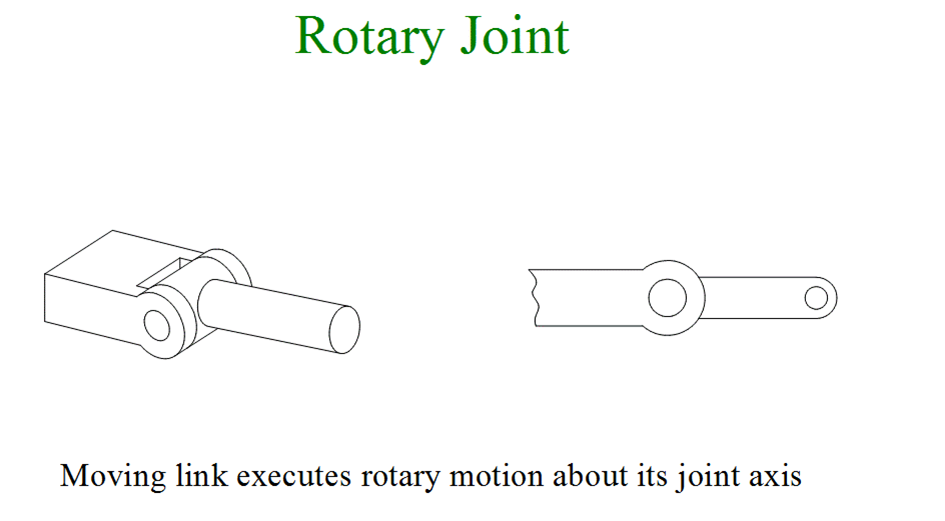 Rotary Joint
Moving link executes rotary motion about its joint axis